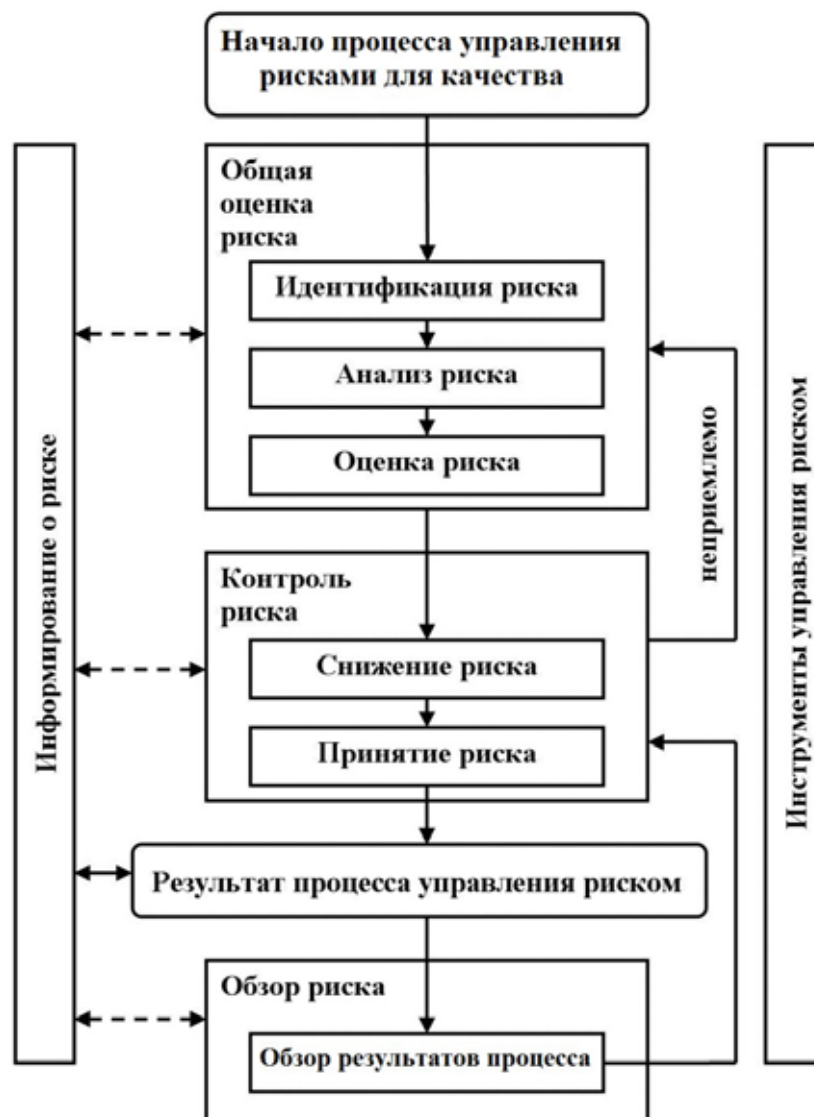 Начало процесса управления
рисками для качества
Общая
оценка
риска
Идентификация риска
Анализ риска
Оценка риска
неприемлемо
Контроль
риска
Снижение риска
Принятие риска
Результат процесса управления риском
Обзор риска
Обзор результатов процесса
Информирование о риске
Инструменты управления риском